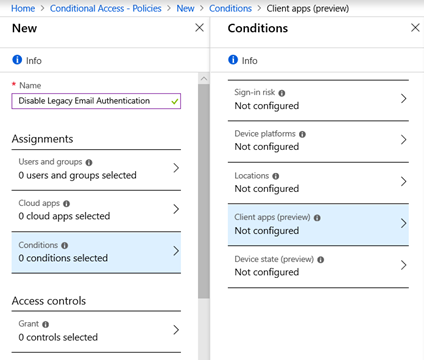 Home > Conditional Access - Policies > New > Conditions > Client apps (preview)
New
Info
* Name
Disable Legacy Email Authentication
Assignments
Users and groups
0 users and groups selected
Cloud apps
0 cloud apps selected
Conditions
0 conditions selected
Access controls
Grant
0 controls selected
Conditions
Info
Sign-in risk
Not configured
Device platforms
Not configured
Locations
Not configured
Client apps (preview)
Not configured
Device state (preview)
Not configured